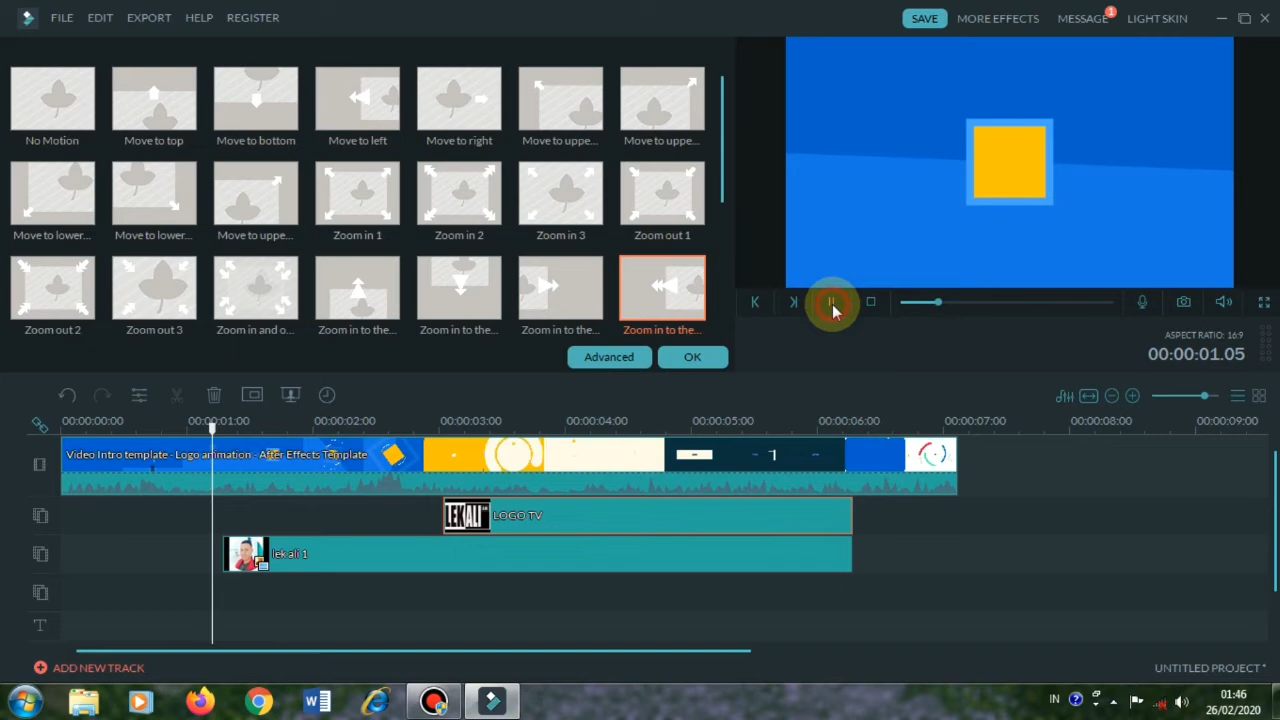 FILE EDIT EXPORT HELP REGISTER SAVE MORE EFFECTS MESSAGE 1 LIGHT SKIN
No Motion Move to top Move to bottom Move to left Move to right Move to uppe... Move to uppe...
Move to lower... Move to lower... Move to uppe... Zoom in 1 Zoom in 2 Zoom in 3 Zoom out 1
Zoom out 2 Zoom out 3 Zoom in and o... Zoom in to the... Zoom in to the... Zoom in to the... Zoom in to the...
ASPECT RATIO: 16:9
00:00:01.05
Advanced OK
00:00:00:00 00:00:01:00 00:00:02:00 00:00:03:00 00:00:04:00 00:00:05:00 00:00:06:00 00:00:07:00 00:00:08:00 00:00:09:00
Video Intro template - Logo animation - After Effects Template
LEKALI LOGO TV
lek ali 1
T
ADD NEW TRACK UNTITLED PROJECT *
IN 01:46
26/02/2020